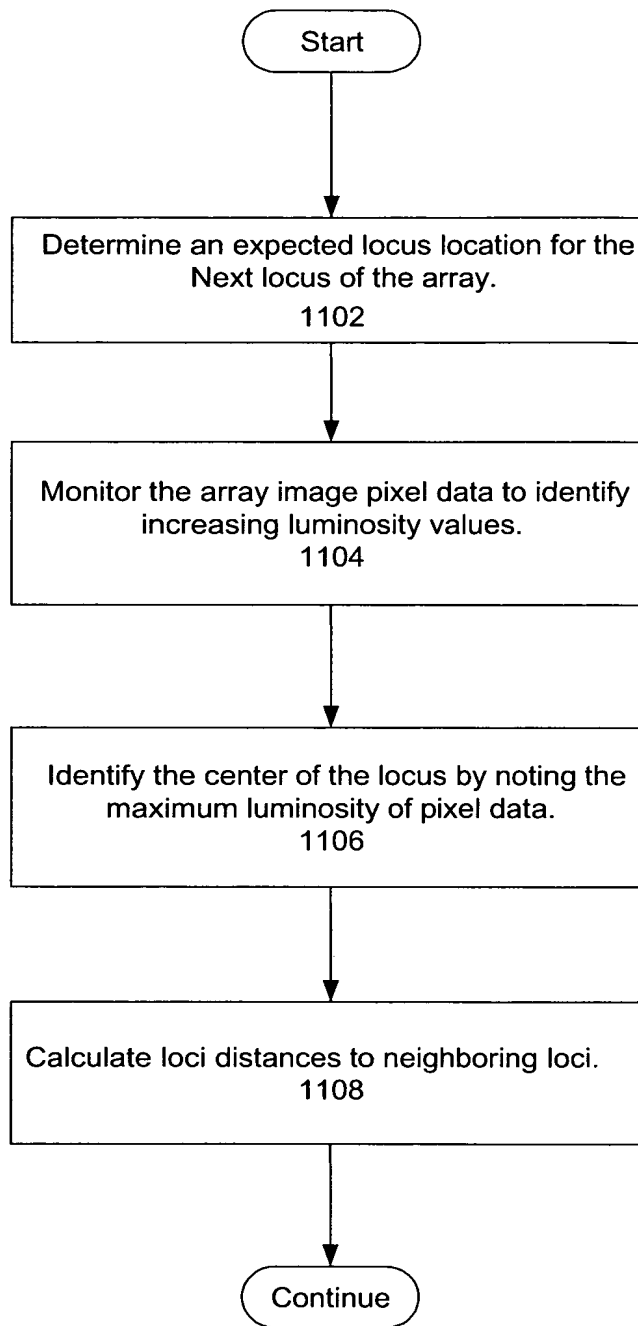 Start
Determine an expected locus location for the
Next locus of the array.
1102
Monitor the array image pixel data to identify
increasing luminosity values.
1104
Identify the center of the locus by noting the
maximum luminosity of pixel data.
1106
Calculate loci distances to neighboring loci.
1108
Continue